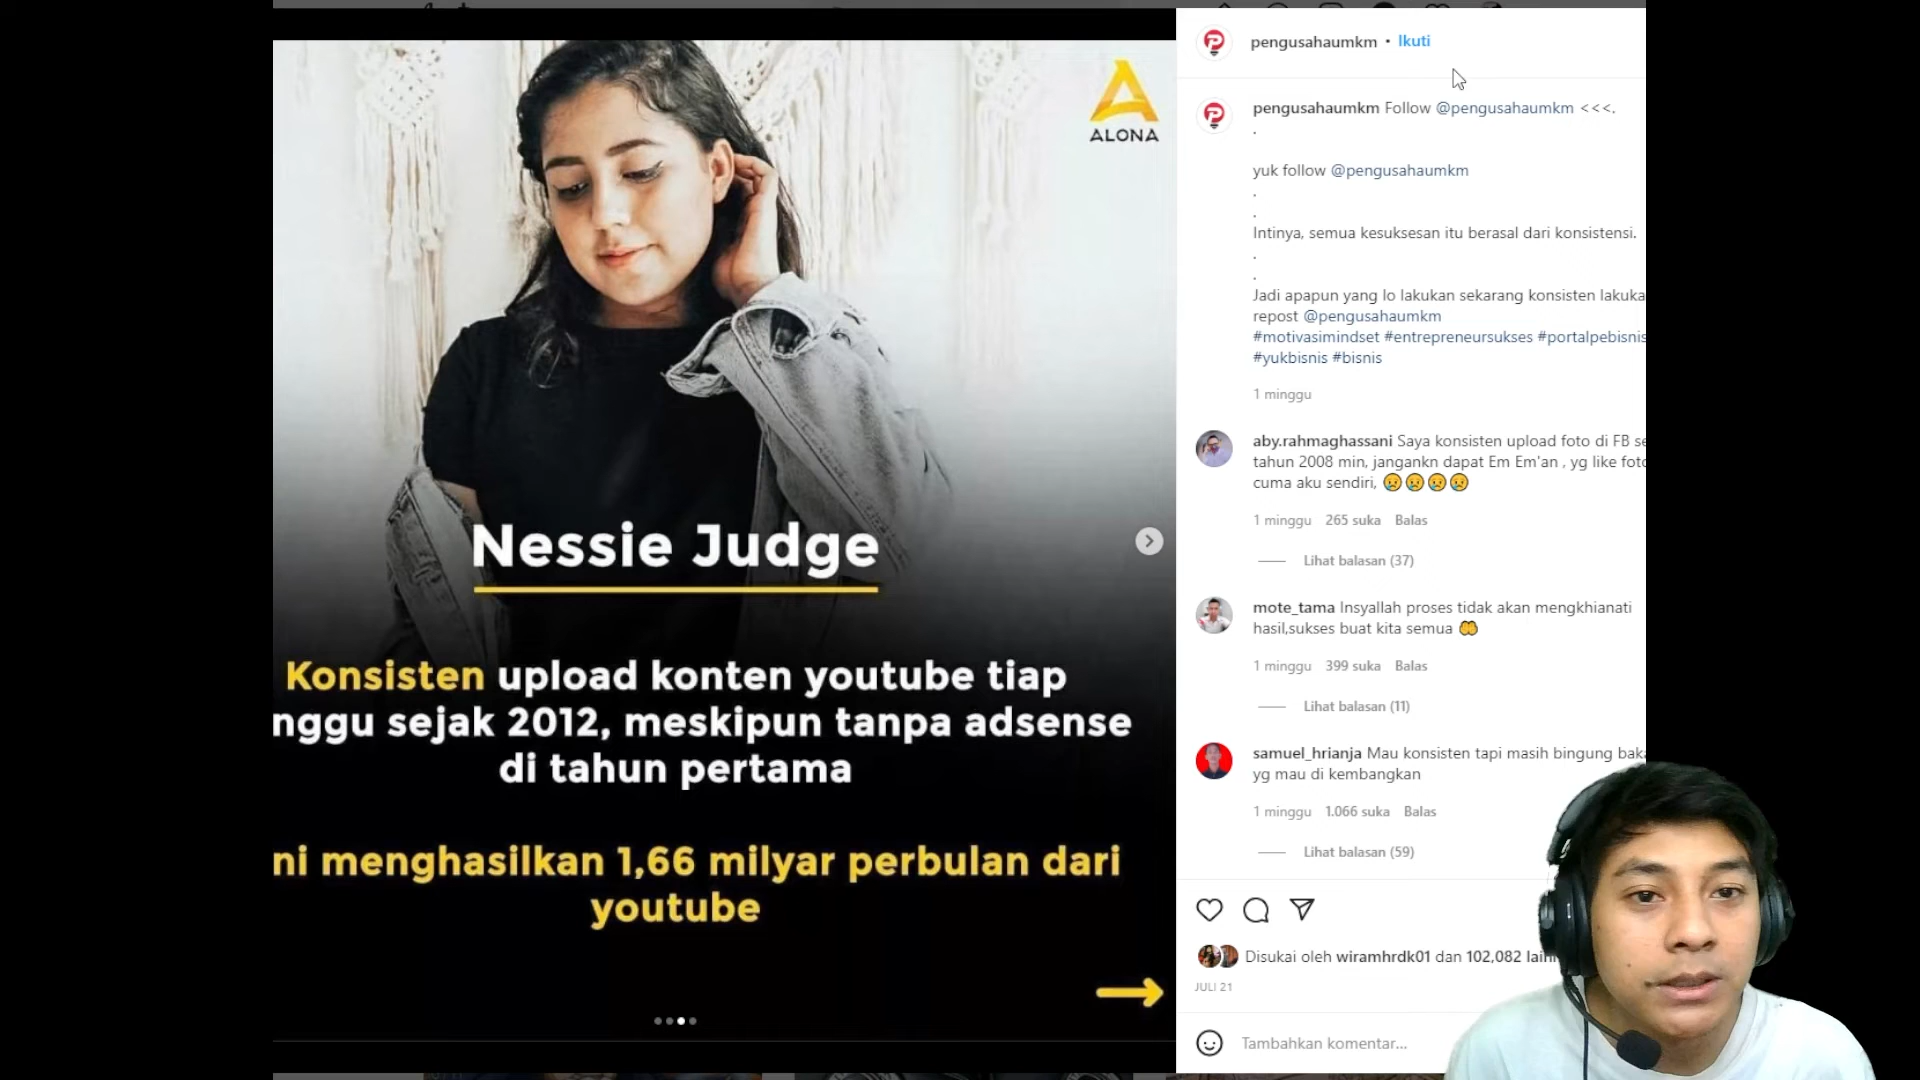 ALONA
Nessie Judge
Konsisten upload konten youtube tiap
nggu sejak 2012, meskipun tanpa adsense
di tahun pertama
ni menghasilkan 1,66 milyar perbulan dari
youtube
pengusahaumkm • Ikuti
pengusahaumkm Follow @pengusahaumkm <<<.
.
yuk follow @pengusahaumkm
.
.
Intinya, semua kesuksesan itu berasal dari konsistensi.
.
.
Jadi apapun yang lo lakukan sekarang konsisten lakuka
repost @pengusahaumkm
#motivasimindset #entrepreneursukses #portalpebisnis
#yukbisnis #bisnis
1 minggu
aby.rahmaghassani Saya konsisten upload foto di FB se
tahun 2008 min, jangankn dapat Em Em'an , yg like foto
cuma aku sendiri, 😢😢😢😢
1 minggu 265 suka Balas
Lihat balasan (37)
mote_tama Insyallah proses tidak akan mengkhianati
hasil,sukses buat kita semua 🤲
1 minggu 399 suka Balas
Lihat balasan (11)
samuel_hrianja Mau konsisten tapi masih bingung baka
yg mau di kembangkan
1 minggu 1.066 suka Balas
Lihat balasan (59)
Disukai oleh wiramhrdk01 dan 102,082 lain
JULI 21
Tambahkan komentar...